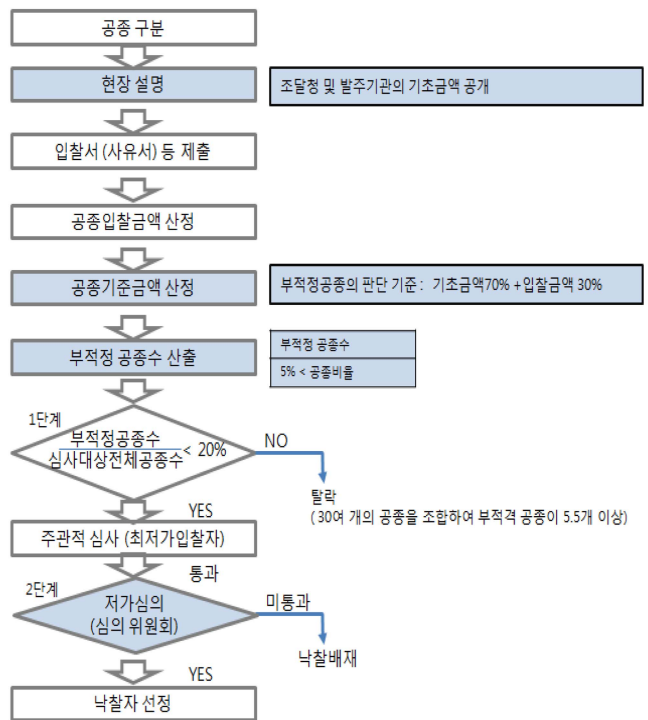 공종 구분
현장 설명
조달청 및 발주기관의 기초금액 공개
입찰서 (사유서) 등 제출
공종입찰금액 산정
공종기준금액 산정
부적정공종의 판단 기준 : 기초금액70% +입찰금액 30%
부적정 공종수 산출
부적정 공종수
5% < 공종비율
1단계
부적정공종수
심사대상전체공종수
< 20%
NO
탈락
( 30여 개의 공종을 조합하여 부적격 공종이 5.5개 이상)
YES
주관적 심사 (최저가입찰자)
통과
2단계
저가심의
(심의 위원회)
미통과
낙찰배재
YES
낙찰자 선정